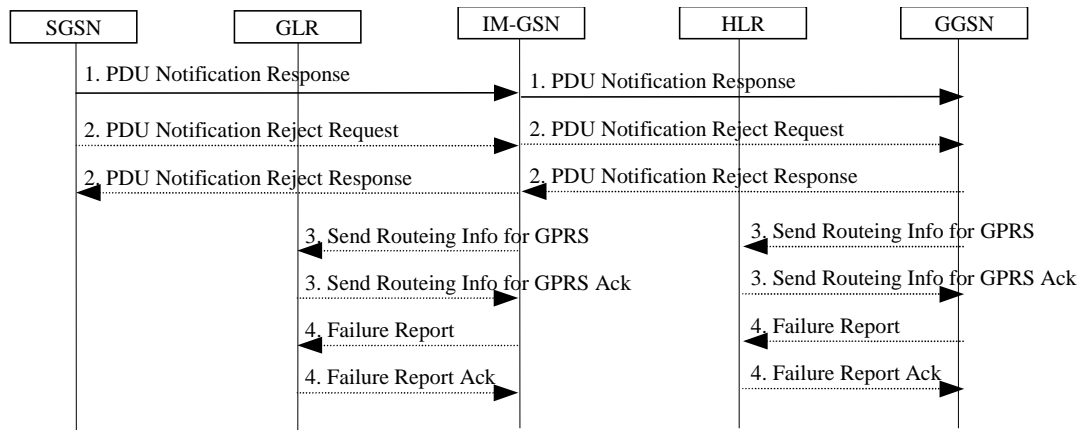 SGSN
GLR
IM-GSN
HLR
GGSN
1. PDU Notification Response
1. PDU Notification Response
2. PDU Notification Reject Request
2. PDU Notification Reject Request
2. PDU Notification Reject Response
2. PDU Notification Reject Response
3. Send Routeing Info for GPRS
3. Send Routeing Info for GPRS
3. Send Routeing Info for GPRS Ack
3. Send Routeing Info for GPRS Ack
4. Failure Report
4. Failure Report
4. Failure Report Ack
4. Failure Report Ack